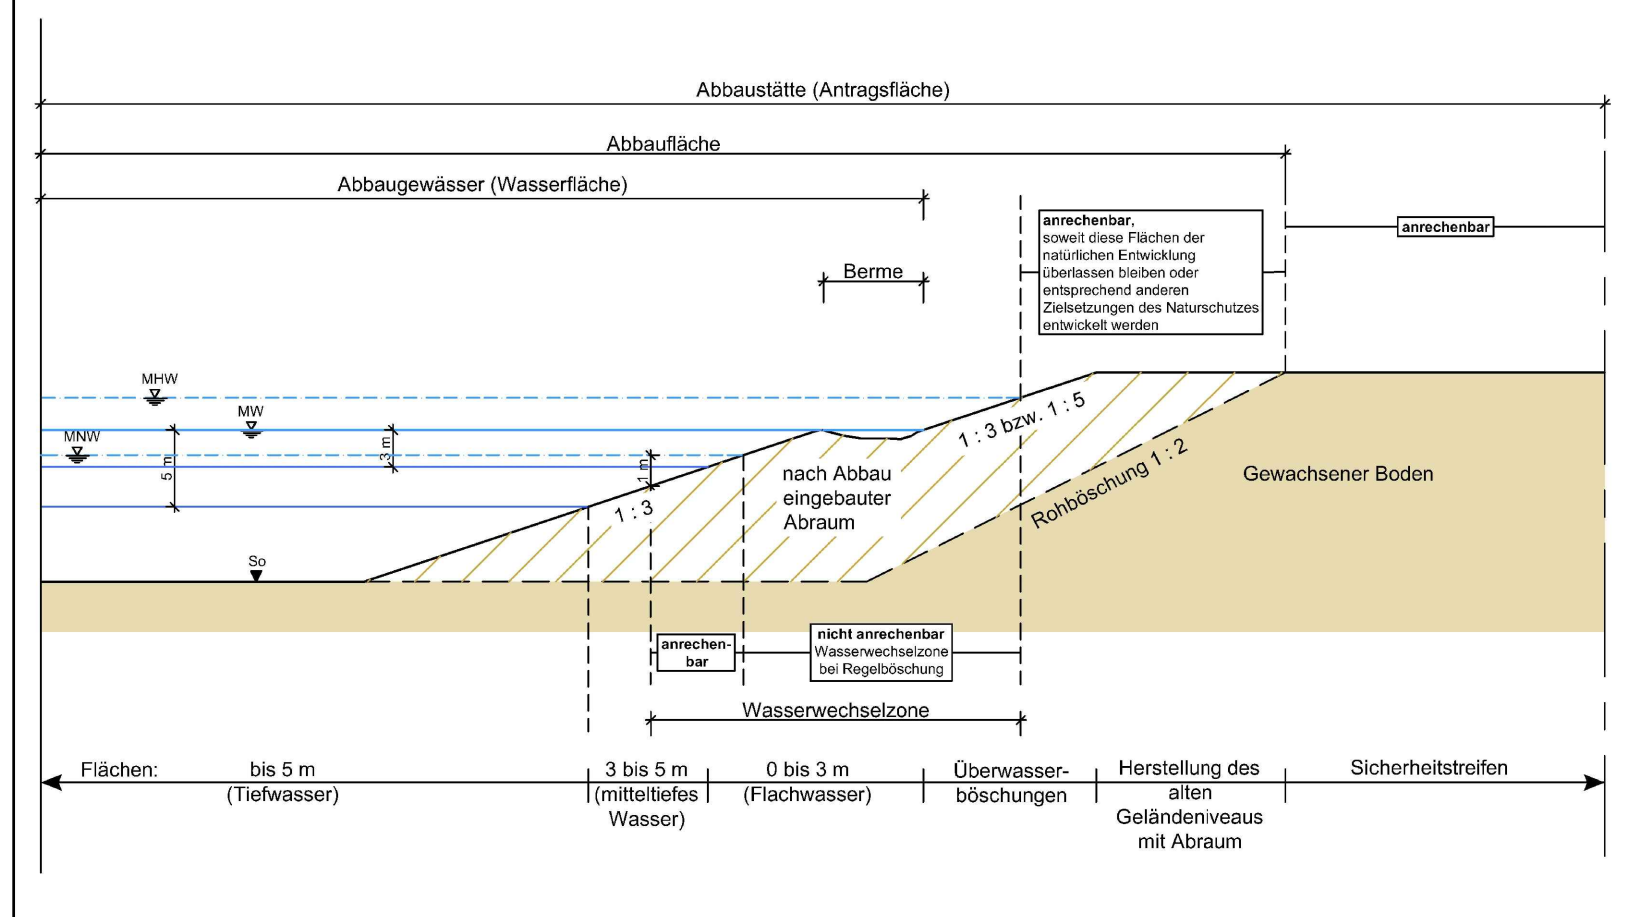 Abbaustätte (Antragsfläche)
Abbaufläche
Abbaugewässer (Wasserfläche)
anrechenbar,
soweit diese Flächen der
natürlichen Entwicklung
überlassen bleiben oder
entsprechend anderen
Zielsetzungen des Naturschutzes
entwickelt werden
anrechenbar
Berme
MHW
MW
MNW
3 m
5 m
1 m
1 : 3 bzw. 1 : 5
nach Abbau
eingebauter
Abraum
1 : 3
Rohböschung 1 : 2
Gewachsener Boden
So
anrechen-
bar
nicht anrechenbar
Wasserwechselzone
bei Regelböschung
Wasserwechselzone
Flächen:
bis 5 m
(Tiefwasser)
3 bis 5 m
(mitteltiefes
Wasser)
0 bis 3 m
(Flachwasser)
Überwasser-
böschungen
Herstellung des
alten
Geländeniveaus
mit Abraum
Sicherheitstreifen